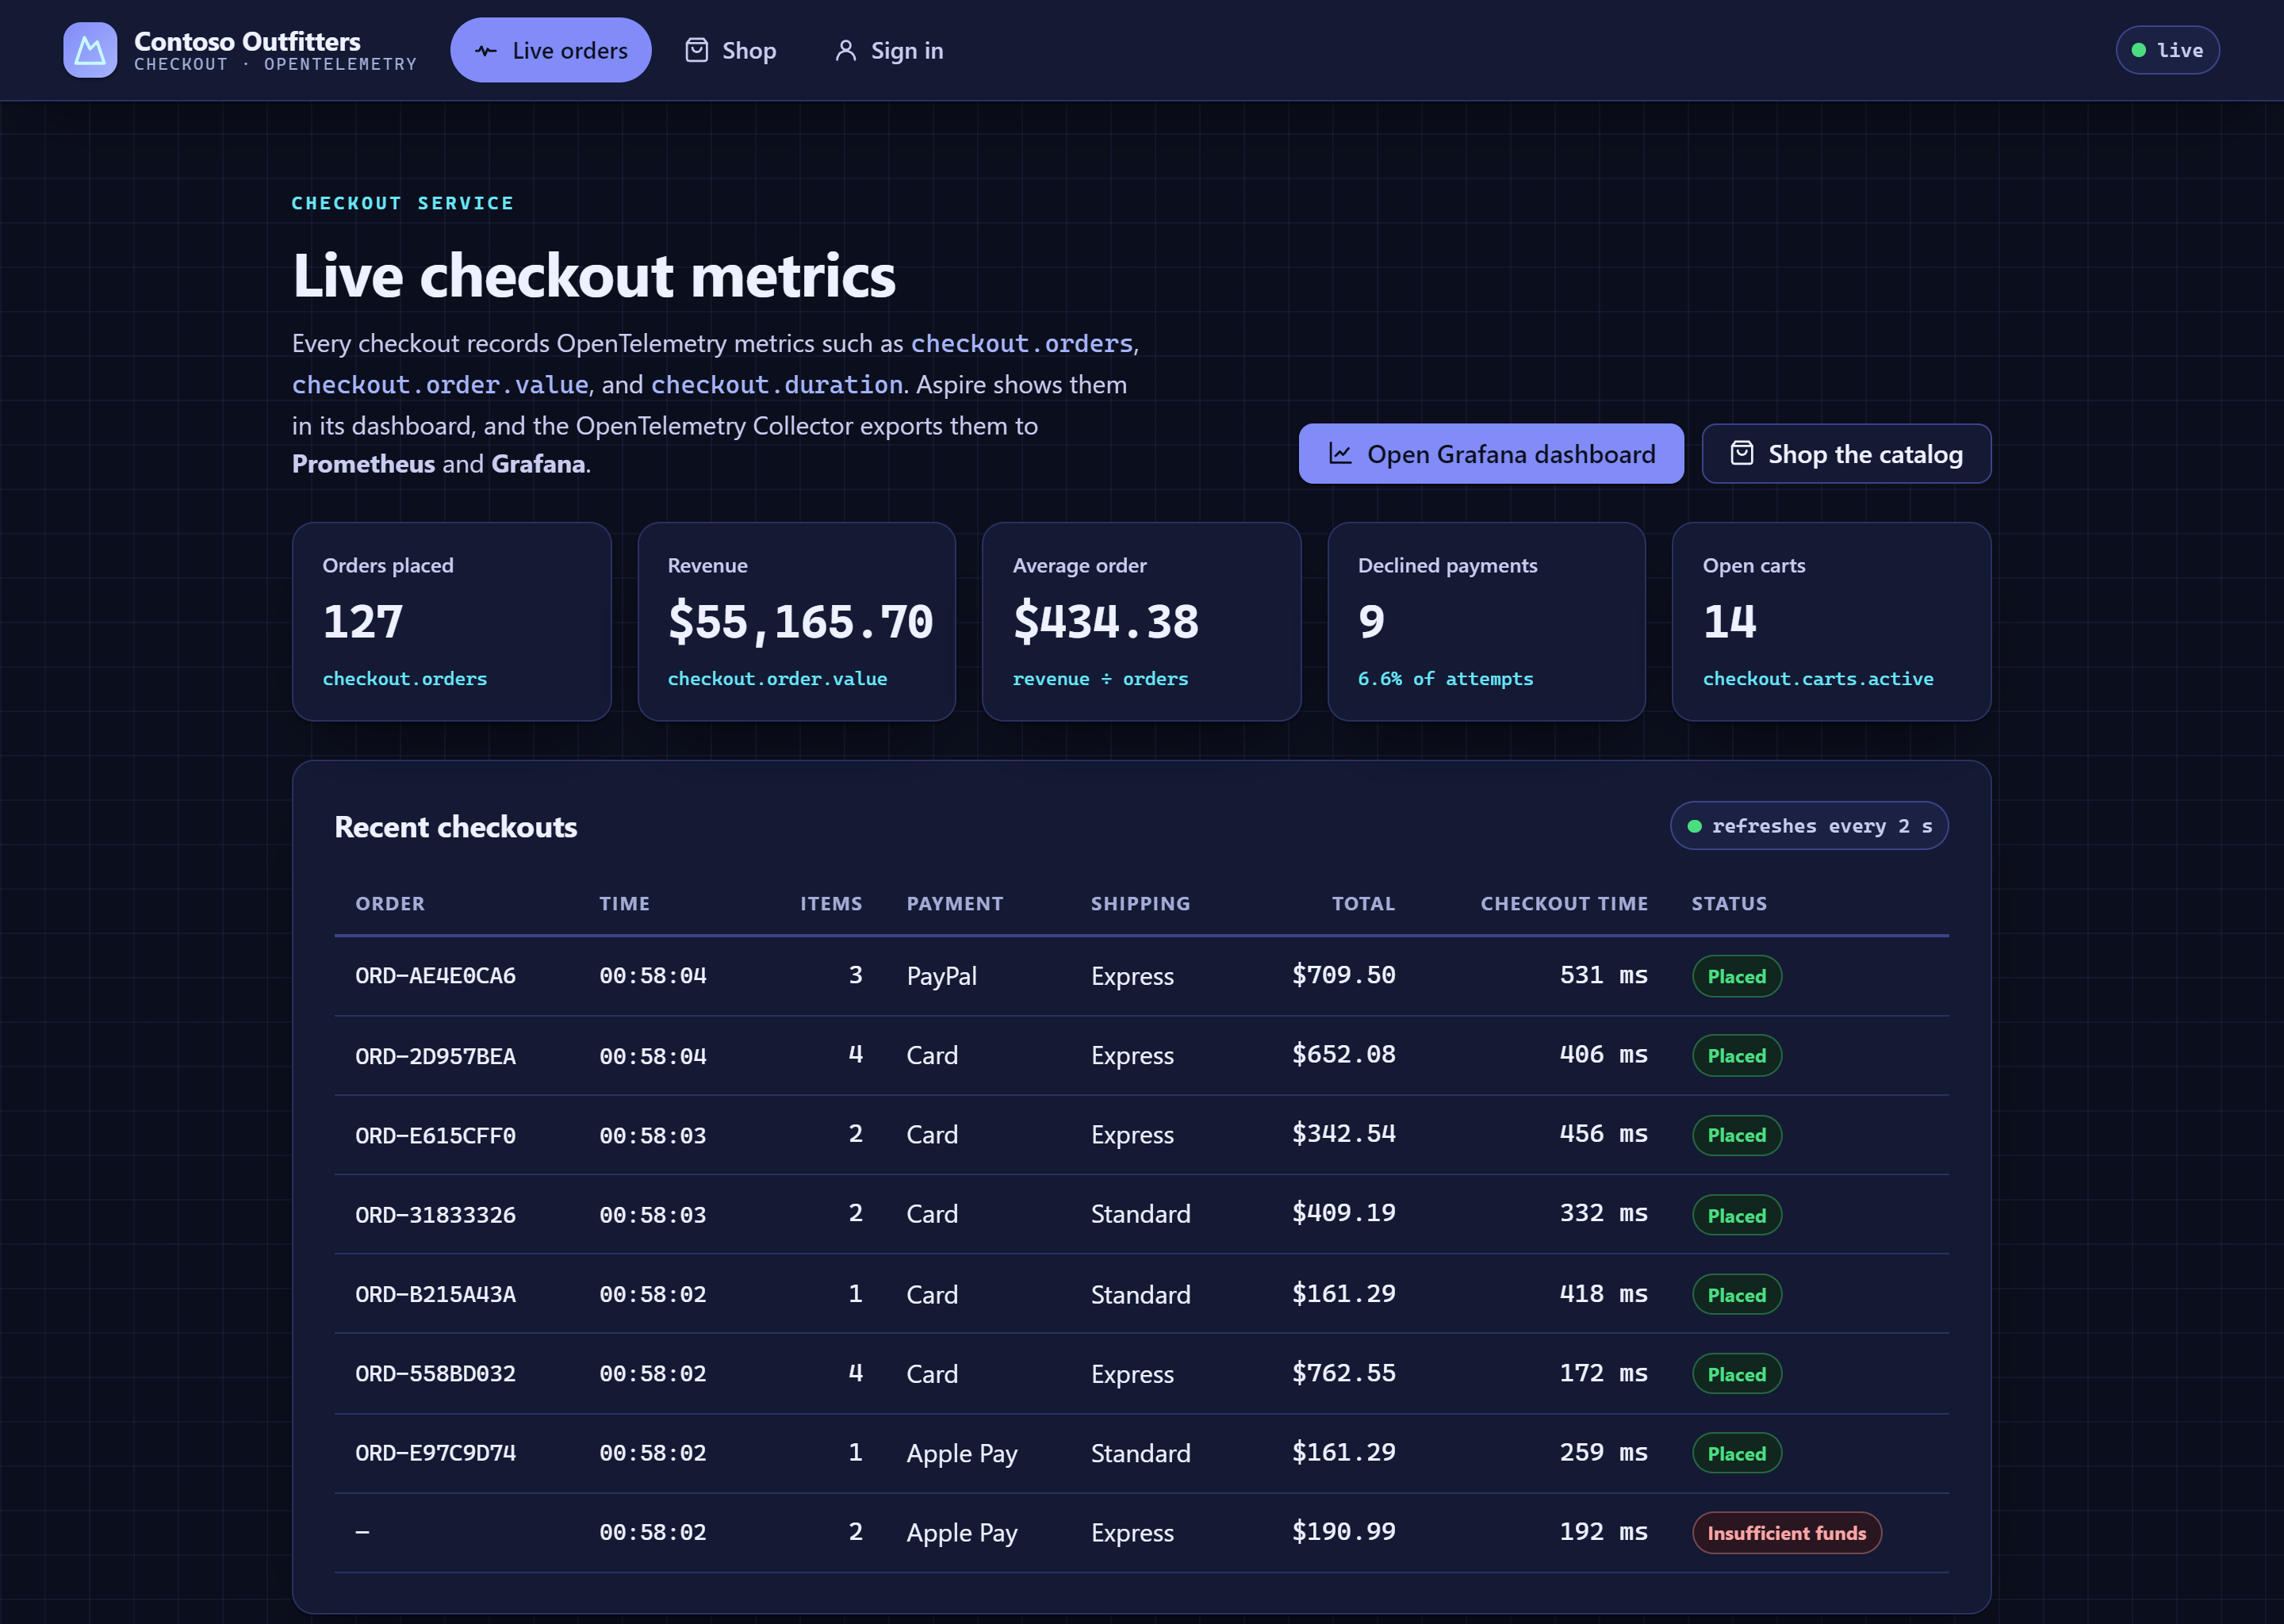 Contoso Outfitters
CHECKOUT · OPENTELEMETRY
Live orders
Shop
Sign in
live
CHECKOUT SERVICE
Live checkout metrics
Every checkout records OpenTelemetry metrics such as checkout.orders,
checkout.order.value, and checkout.duration. Aspire shows them
in its dashboard, and the OpenTelemetry Collector exports them to
Prometheus and Grafana.
Open Grafana dashboard
Shop the catalog
Orders placed
127
checkout.orders
Revenue
$55,165.70
checkout.order.value
Average order
$434.38
revenue ÷ orders
Declined payments
9
6.6% of attempts
Open carts
14
checkout.carts.active
Recent checkouts
refreshes every 2 s
ORDER TIME ITEMS PAYMENT SHIPPING TOTAL CHECKOUT TIME STATUS
ORD-AE4E0CA6 00:58:04 3 PayPal Express $709.50 531 ms Placed
ORD-2D957BEA 00:58:04 4 Card Express $652.08 406 ms Placed
ORD-E615CFF0 00:58:03 2 Card Express $342.54 456 ms Placed
ORD-31833326 00:58:03 2 Card Standard $409.19 332 ms Placed
ORD-B215A43A 00:58:02 1 Card Standard $161.29 418 ms Placed
ORD-558BD032 00:58:02 4 Card Express $762.55 172 ms Placed
ORD-E97C9D74 00:58:02 1 Apple Pay Standard $161.29 259 ms Placed
— 00:58:02 2 Apple Pay Express $190.99 192 ms Insufficient funds